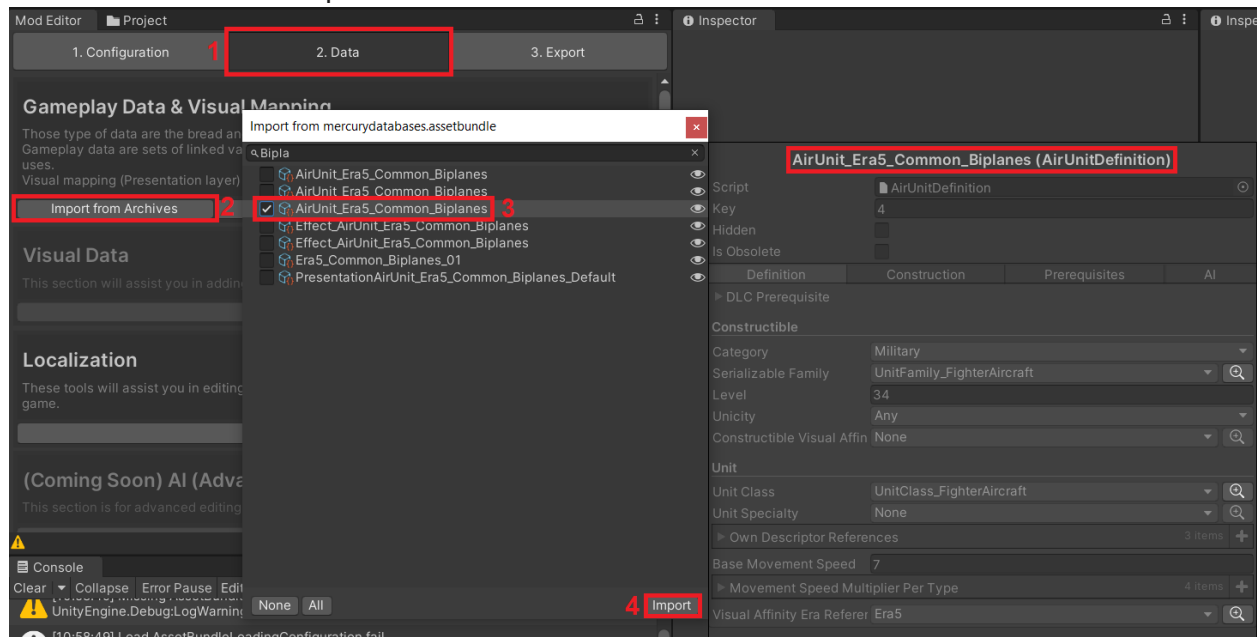 Mod Editor Project
Inspector
Inspe
1. Configuration
1
2. Data
3. Export
Gameplay Data & Visual Mapping
Those type of data are the bread an
Gameplay data are sets of linked va
uses.
Visual mapping (Presentation layer)
Import from Archives
2
Visual Data
This section will assist you in addin
Localization
These tools will assist you in editing
game.
(Coming Soon) AI (Adva
This section is for advanced editing
Console
Clear Collapse Error Pause Edit
UnityEngine.Debug:LogWarning
[10:58:49] Load AssetBundleLoadingConfiguration fail
Import from mercurydatabases.assetbundle
Bipla
AirUnit_Era5_Common_Biplanes
AirUnit_Era5_Common_Biplanes
AirUnit_Era5_Common_Biplanes
3
Effect_AirUnit_Era5_Common_Biplanes
Effect_AirUnit_Era5_Common_Biplanes
Era5_Common_Biplanes_01
PresentationAirUnit_Era5_Common_Biplanes_Default
None All
4
Import
AirUnit_Era5_Common_Biplanes (AirUnitDefinition)
Script AirUnitDefinition
Key 4
Hidden
Is Obsolete
Definition Construction Prerequisites AI
DLC Prerequisite
Constructible
Category Military
Serializable Family UnitFamily_FighterAircraft
Level 34
Unicity Any
Constructible Visual Affin None
Unit
Unit Class UnitClass_FighterAircraft
Unit Specialty None
Own Descriptor References 3 items
Base Movement Speed 7
Movement Speed Multiplier Per Type 4 items
Visual Affinity Era Referer Era5